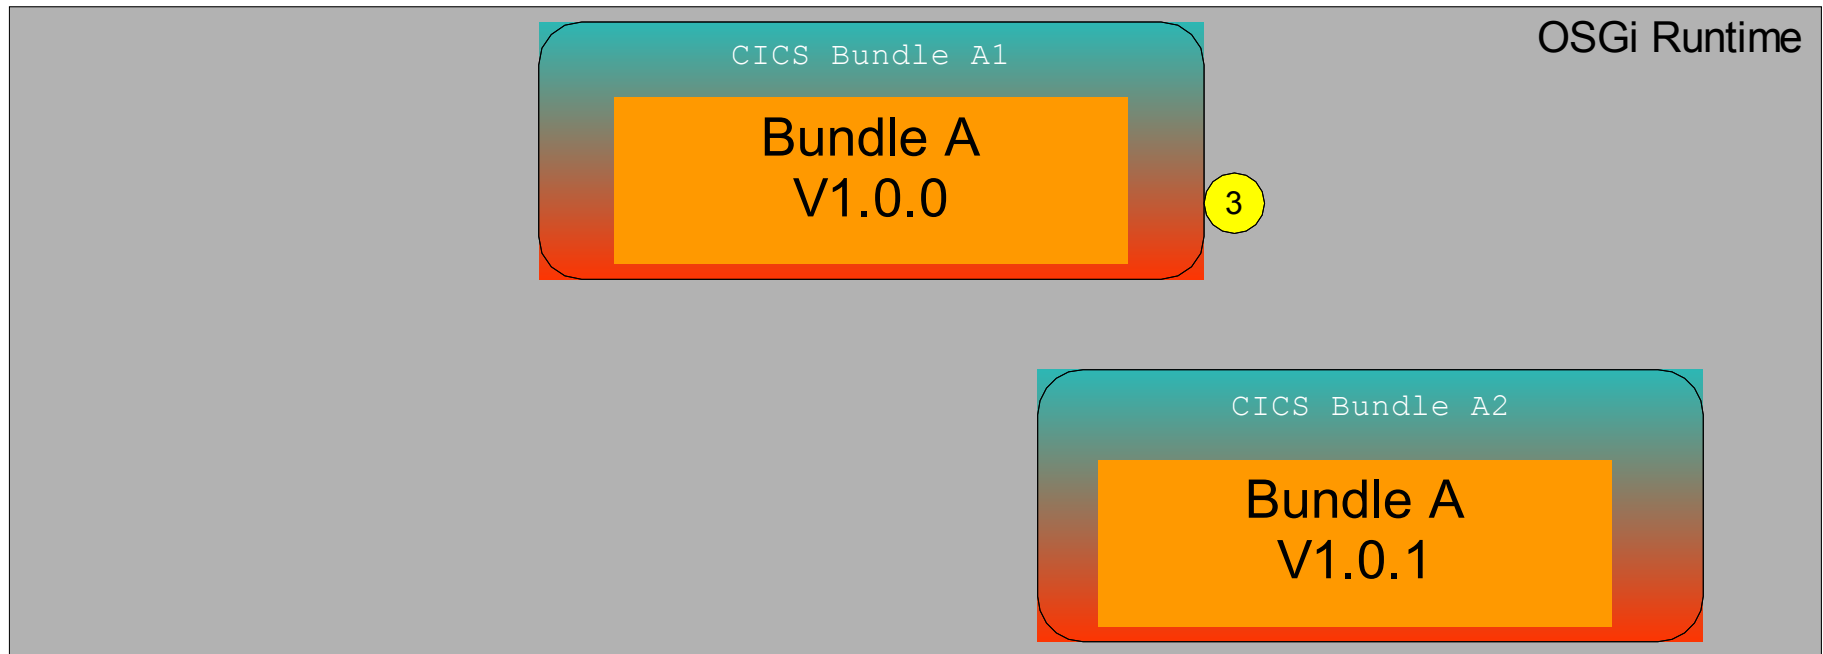 OSGi Runtime
CICS Bundle A1
Bundle A
V1.0.0
3
CICS Bundle A2
Bundle A
V1.0.1